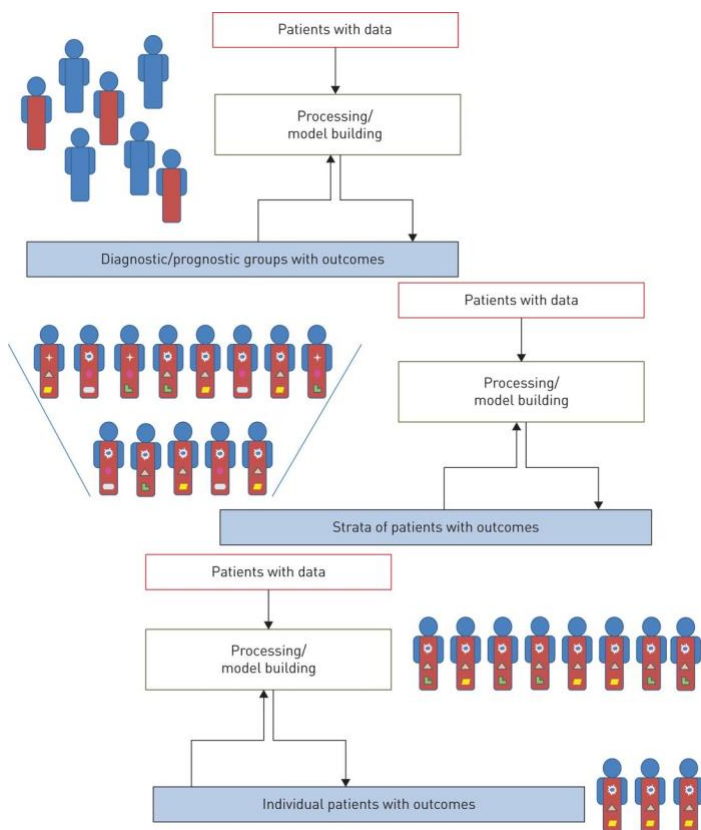 Patients with data
Processing/
model building
Diagnostic/prognostic groups with outcomes
Patients with data
Processing/
model building
Strata of patients with outcomes
Patients with data
Processing/
model building
Individual patients with outcomes